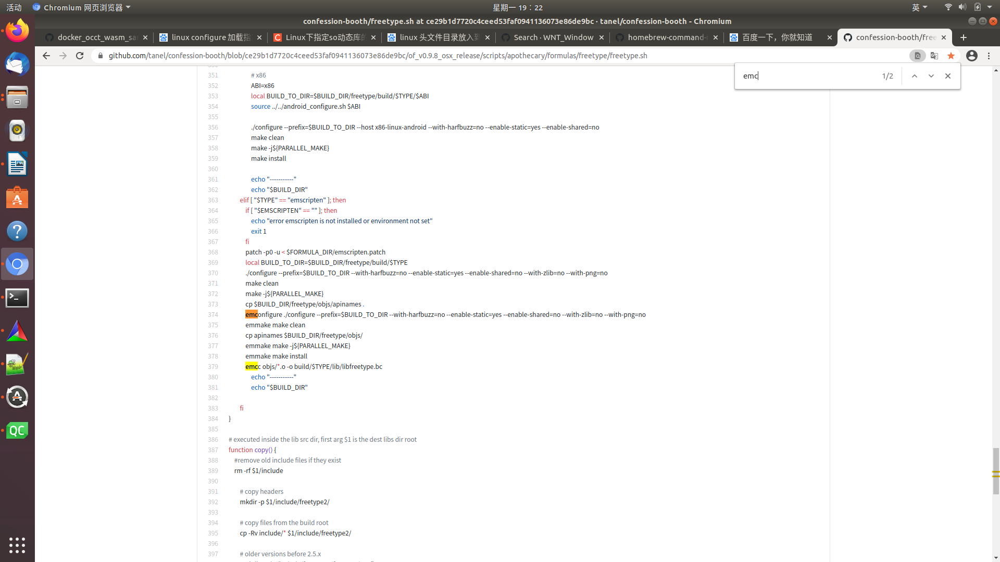 活动
Chromium 网页浏览器
星期一 19：22
英
confession-booth/freetype.sh at ce29b1d7720c4ceed53faf0941136073e86de9bc · tanel/confession-booth - Chromium
docker_occt_wasm_sa
linux configure 加载指
Linux下指定so动态库的
linux 头文件目录放入到
Search · WNT_Window
homebrew-command-
百度一下，你就知道
confession-booth/free
github.com/tanel/confession-booth/blob/ce29b1d7720c4ceed53faf0941136073e86de9bc/of_v0.9.8_osx_release/scripts/apothecary/formulas/freetype/freetype.sh
emc
1/2
351 # x86
352 ABI=x86
353 local BUILD_TO_DIR=$BUILD_DIR/freetype/build/$TYPE/$ABI
354 source ../../android_configure.sh $ABI
355
356 ./configure --prefix=$BUILD_TO_DIR --host x86-linux-android --with-harfbuzz=no --enable-static=yes --enable-shared=no
357 make clean
358 make -j${PARALLEL_MAKE}
359 make install
360
361 echo "-----------"
362 echo "$BUILD_DIR"
363 elif [ "$TYPE" == "emscripten" ]; then
364 if [ "$EMSCRIPTEN" == "" ]; then
365 echo "error emscripten is not installed or environment not set"
366 exit 1
367 fi
368 patch -p0 -u < $FORMULA_DIR/emscripten.patch
369 local BUILD_TO_DIR=$BUILD_DIR/freetype/build/$TYPE
370 ./configure --prefix=$BUILD_TO_DIR --with-harfbuzz=no --enable-static=yes --enable-shared=no --with-zlib=no --with-png=no
371 make clean
372 make -j${PARALLEL_MAKE}
373 cp $BUILD_DIR/freetype/objs/apinames .
374 emconfigure ./configure --prefix=$BUILD_TO_DIR --with-harfbuzz=no --enable-static=yes --enable-shared=no --with-zlib=no --with-png=no
375 emmake make clean
376 cp apinames $BUILD_DIR/freetype/objs/
377 emmake make -j${PARALLEL_MAKE}
378 emmake make install
379 emcc objs/*.o -o build/$TYPE/lib/libfreetype.bc
380 echo "-----------"
381 echo "$BUILD_DIR"
382
383 fi
384 }
385
386 # executed inside the lib src dir, first arg $1 is the dest libs dir root
387 function copy() {
388 #remove old include files if they exist
389 rm -rf $1/include
390
391 # copy headers
392 mkdir -p $1/include/freetype2/
393
394 # copy files from the build root
395 cp -Rv include/* $1/include/freetype2/
396
397 # older versions before 2.5.x
QC